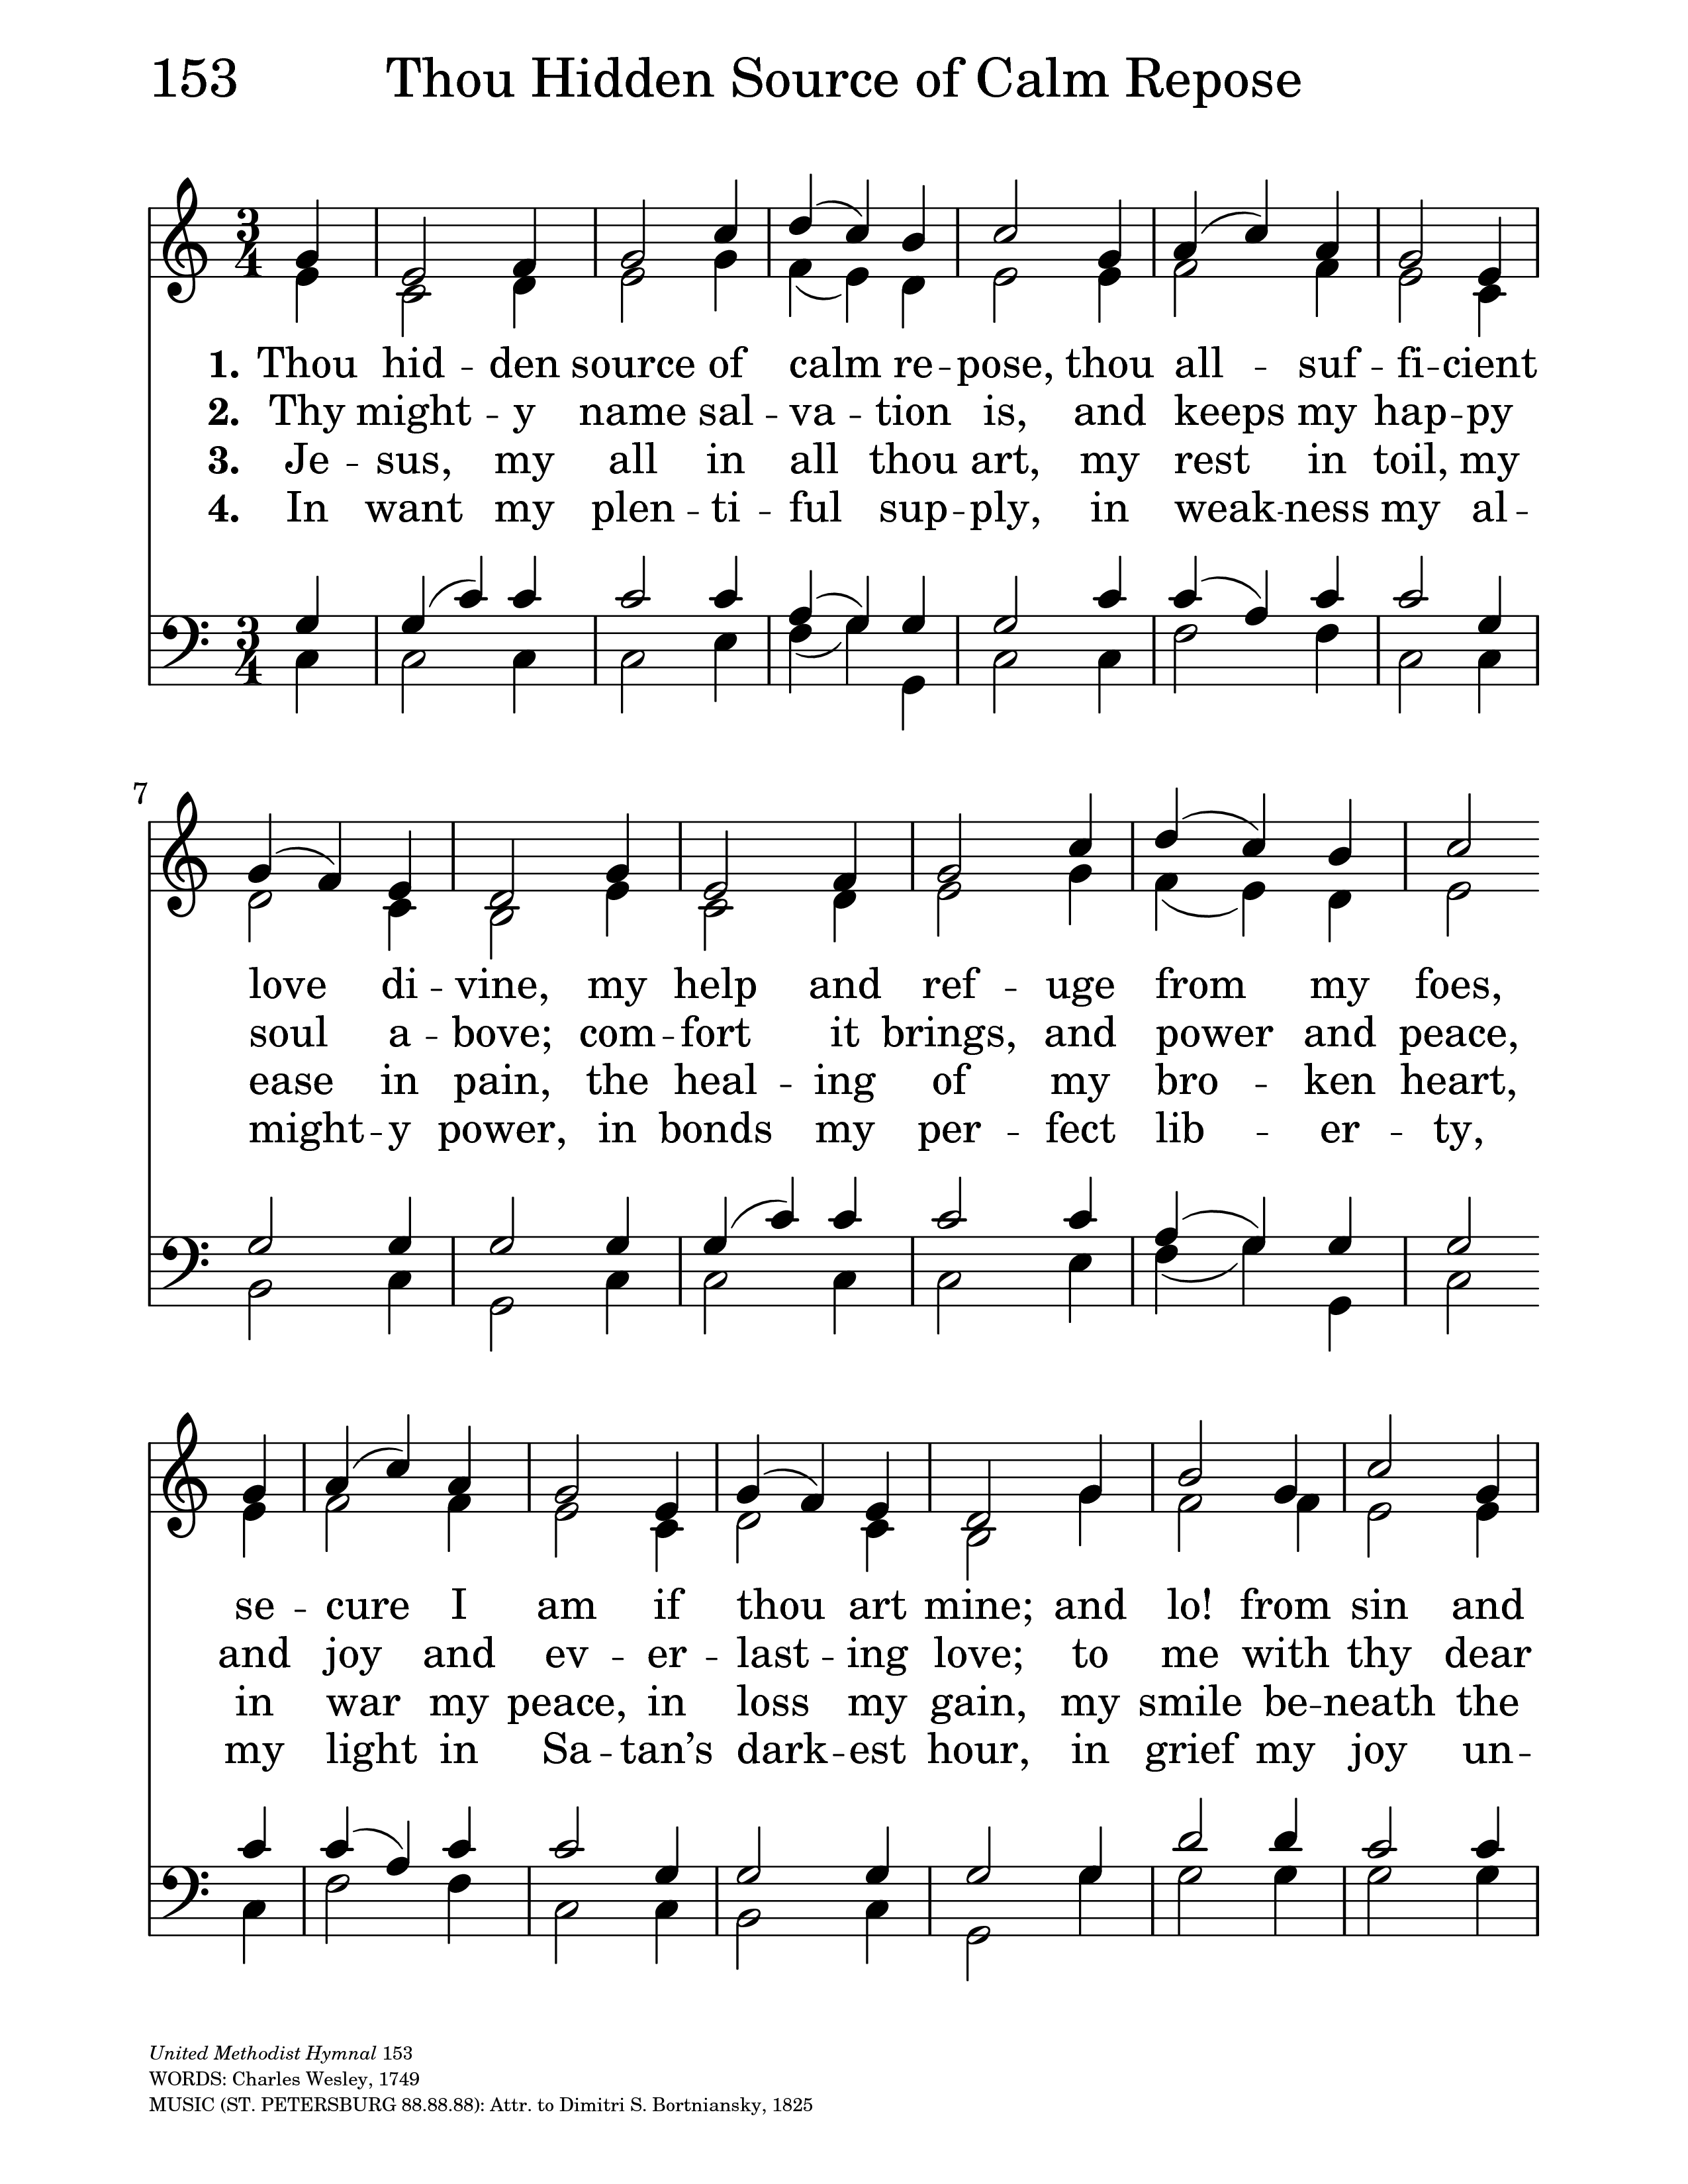 153 Thou Hidden Source of Calm Repose
3
4
1. Thou hid -- den source of calm re -- pose, thou all -- suf -- fi -- cient
2. Thy might -- y name sal -- va -- tion is, and keeps my hap -- py
3. Je -- sus, my all in all thou art, my rest in toil, my
4. In want my plen -- ti -- ful sup -- ply, in weak -- ness my al --
3
4
7
love di -- vine, my help and ref -- uge from my foes,
soul a -- bove; com -- fort it brings, and power and peace,
ease in pain, the heal -- ing of my bro -- ken heart,
might -- y power, in bonds my per -- fect lib -- er -- ty,
se -- cure I am if thou art mine; and lo! from sin and
and joy and ev -- er -- last -- ing love; to me with thy dear
in war my peace, in loss my gain, my smile be -- neath the
my light in Sa -- tan’s dark -- est hour, in grief my joy un --
United Methodist Hymnal 153
WORDS: Charles Wesley, 1749
MUSIC (ST. PETERSBURG 88.88.88): Attr. to Dimitri S. Bortniansky, 1825